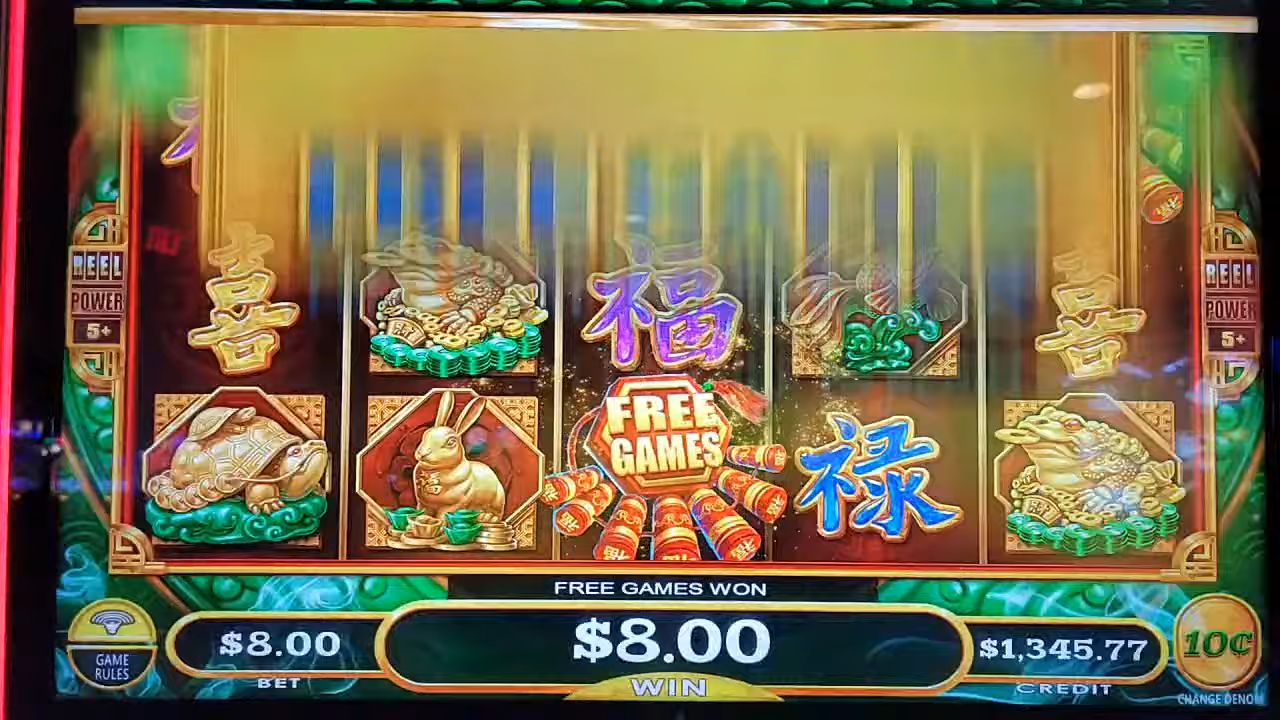 喜
福
喜
REEL
POWER
5+
REEL
POWER
5+
FREE
GAMES
禄
FREE GAMES WON
GAME
RULES
$8.00
BET
$8.00
WIN
$1,345.77
CREDIT
10¢
CHANGE DENOM